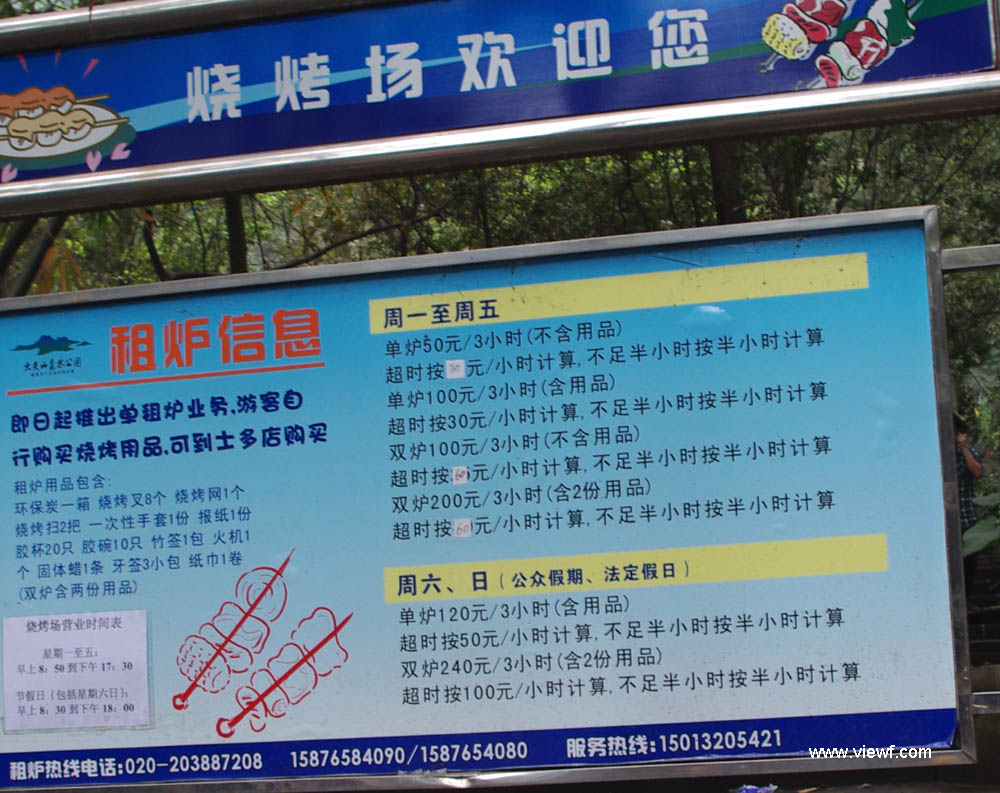 烧烤场欢迎您
租炉信息
即日起推出单租炉业务,游客自
行购买烧烤用品,可到士多店购买
租炉用品包含:
环保炭一箱 烧烤叉8个 烧烤网1个
烧烤扫2把 一次性手套1份 报纸1份
胶杯20只 胶碗10只 竹签1包 火机1
个 固体蜡1条 牙签3小包 纸巾1卷
(双炉含两份用品)
烧烤场营业时间表
星期一至五:
早上8:50到下午17:30
节假日(包括星期六日):
早上8:30到下午18:00
周一至周五
单炉50元/3小时(不含用品)
超时按30元/小时计算,不足半小时按半小时计算
单炉100元/3小时(含用品)
超时按30元/小时计算,不足半小时按半小时计算
双炉100元/3小时(不含用品)
超时按60元/小时计算,不足半小时按半小时计算
双炉200元/3小时(含2份用品)
超时按60元/小时计算,不足半小时按半小时计算
周六、日(公众假期、法定假日)
单炉120元/3小时(含用品)
超时按50元/小时计算,不足半小时按半小时计算
双炉240元/3小时(含2份用品)
超时按100元/小时计算,不足半小时按半小时计算
租炉热线电话:020-203887208 15876584090/1587654080 服务热线:15013205421
www.viewf.com